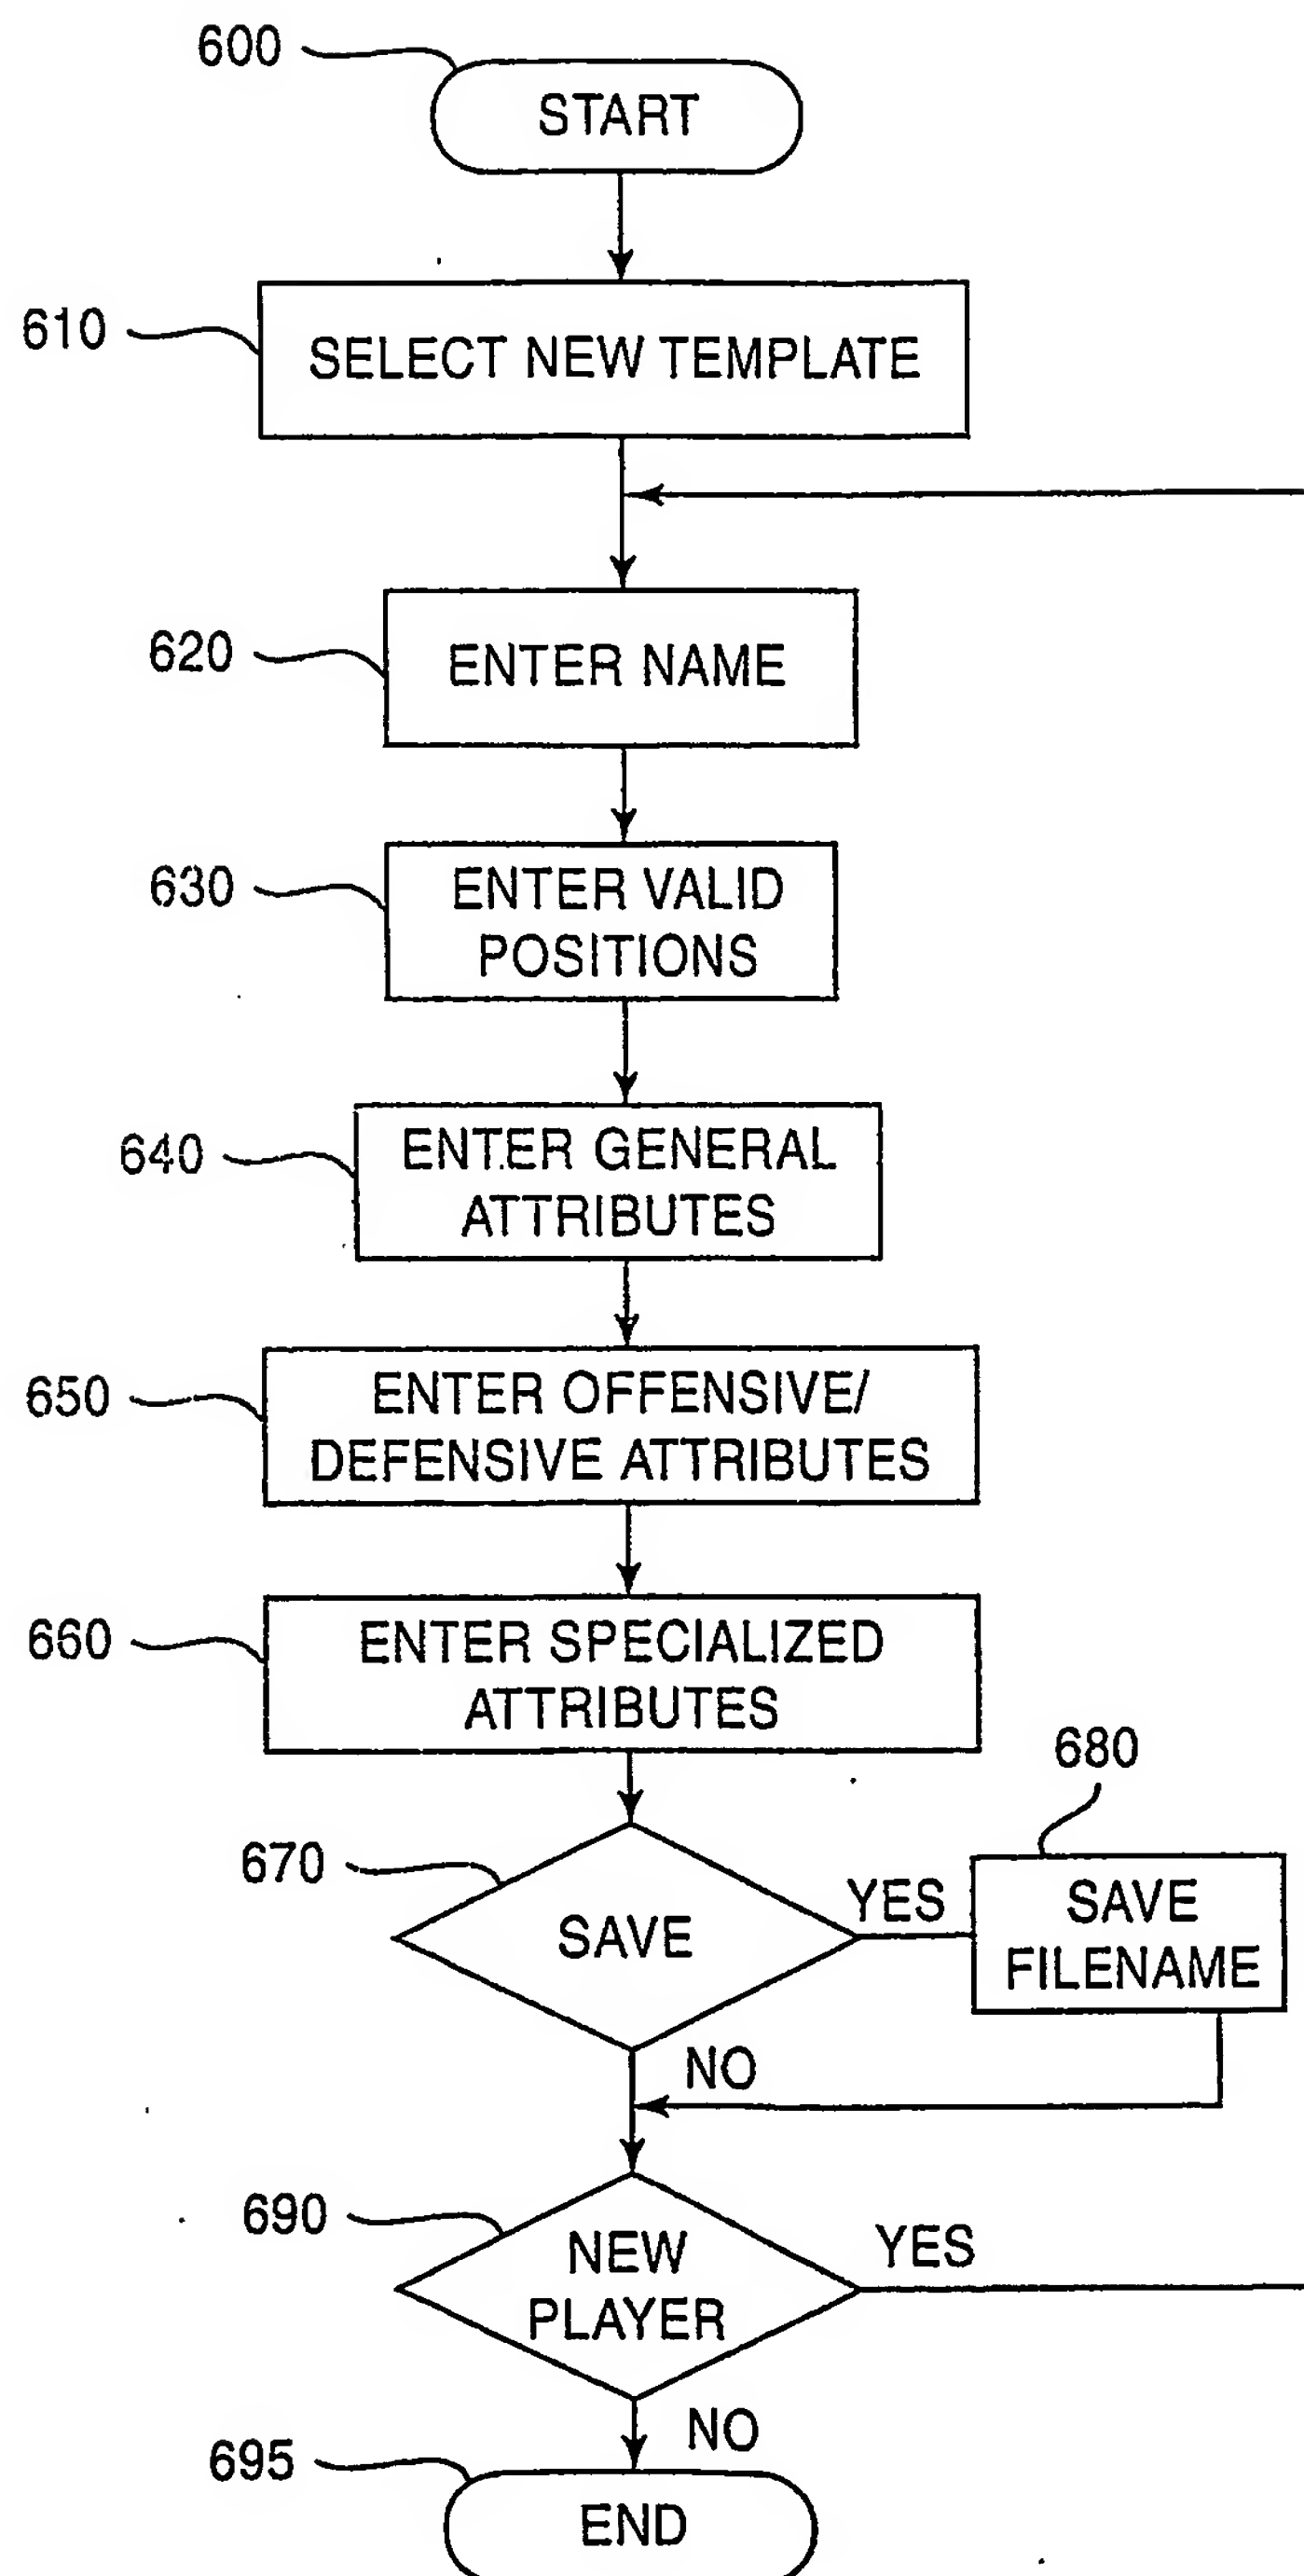 600
START
610
SELECT NEW TEMPLATE
620
ENTER NAME
630
ENTER VALID
POSITIONS
640
ENTER GENERAL
ATTRIBUTES
650
ENTER OFFENSIVE/
DEFENSIVE ATTRIBUTES
660
ENTER SPECIALIZED
ATTRIBUTES
670
SAVE
YES
680
SAVE
FILENAME
NO
690
NEW
PLAYER
YES
NO
695
END